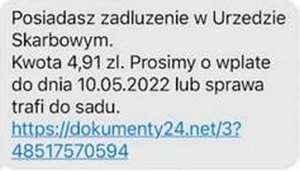 Posiadasz zadluzenie w Urzedzie
Skarbowym.
Kwota 4,91 zl. Prosimy o wplate
do dnia 10.05.2022 lub sprawa
trafi do sadu.
https://dokumenty24.net/3?
48517570594